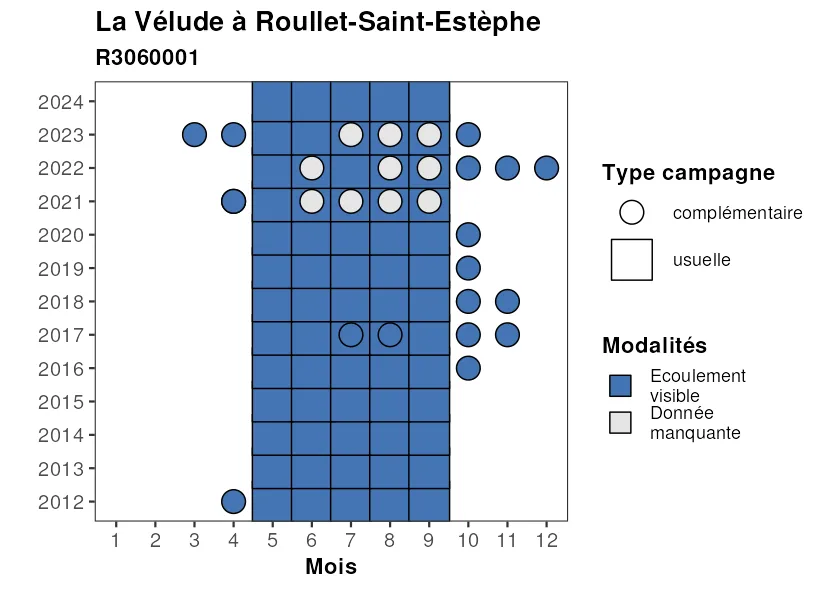 La Vélude à Roullet-Saint-Estèphe
R3060001
2024
2023
2022
2021
2020
2019
2018
2017
2016
2015
2014
2013
2012
1 2 3 4 5 6 7 8 9 10 11 12
Mois
Type campagne
complémentaire
usuelle
Modalités
Ecoulement
visible
Donnée
manquante